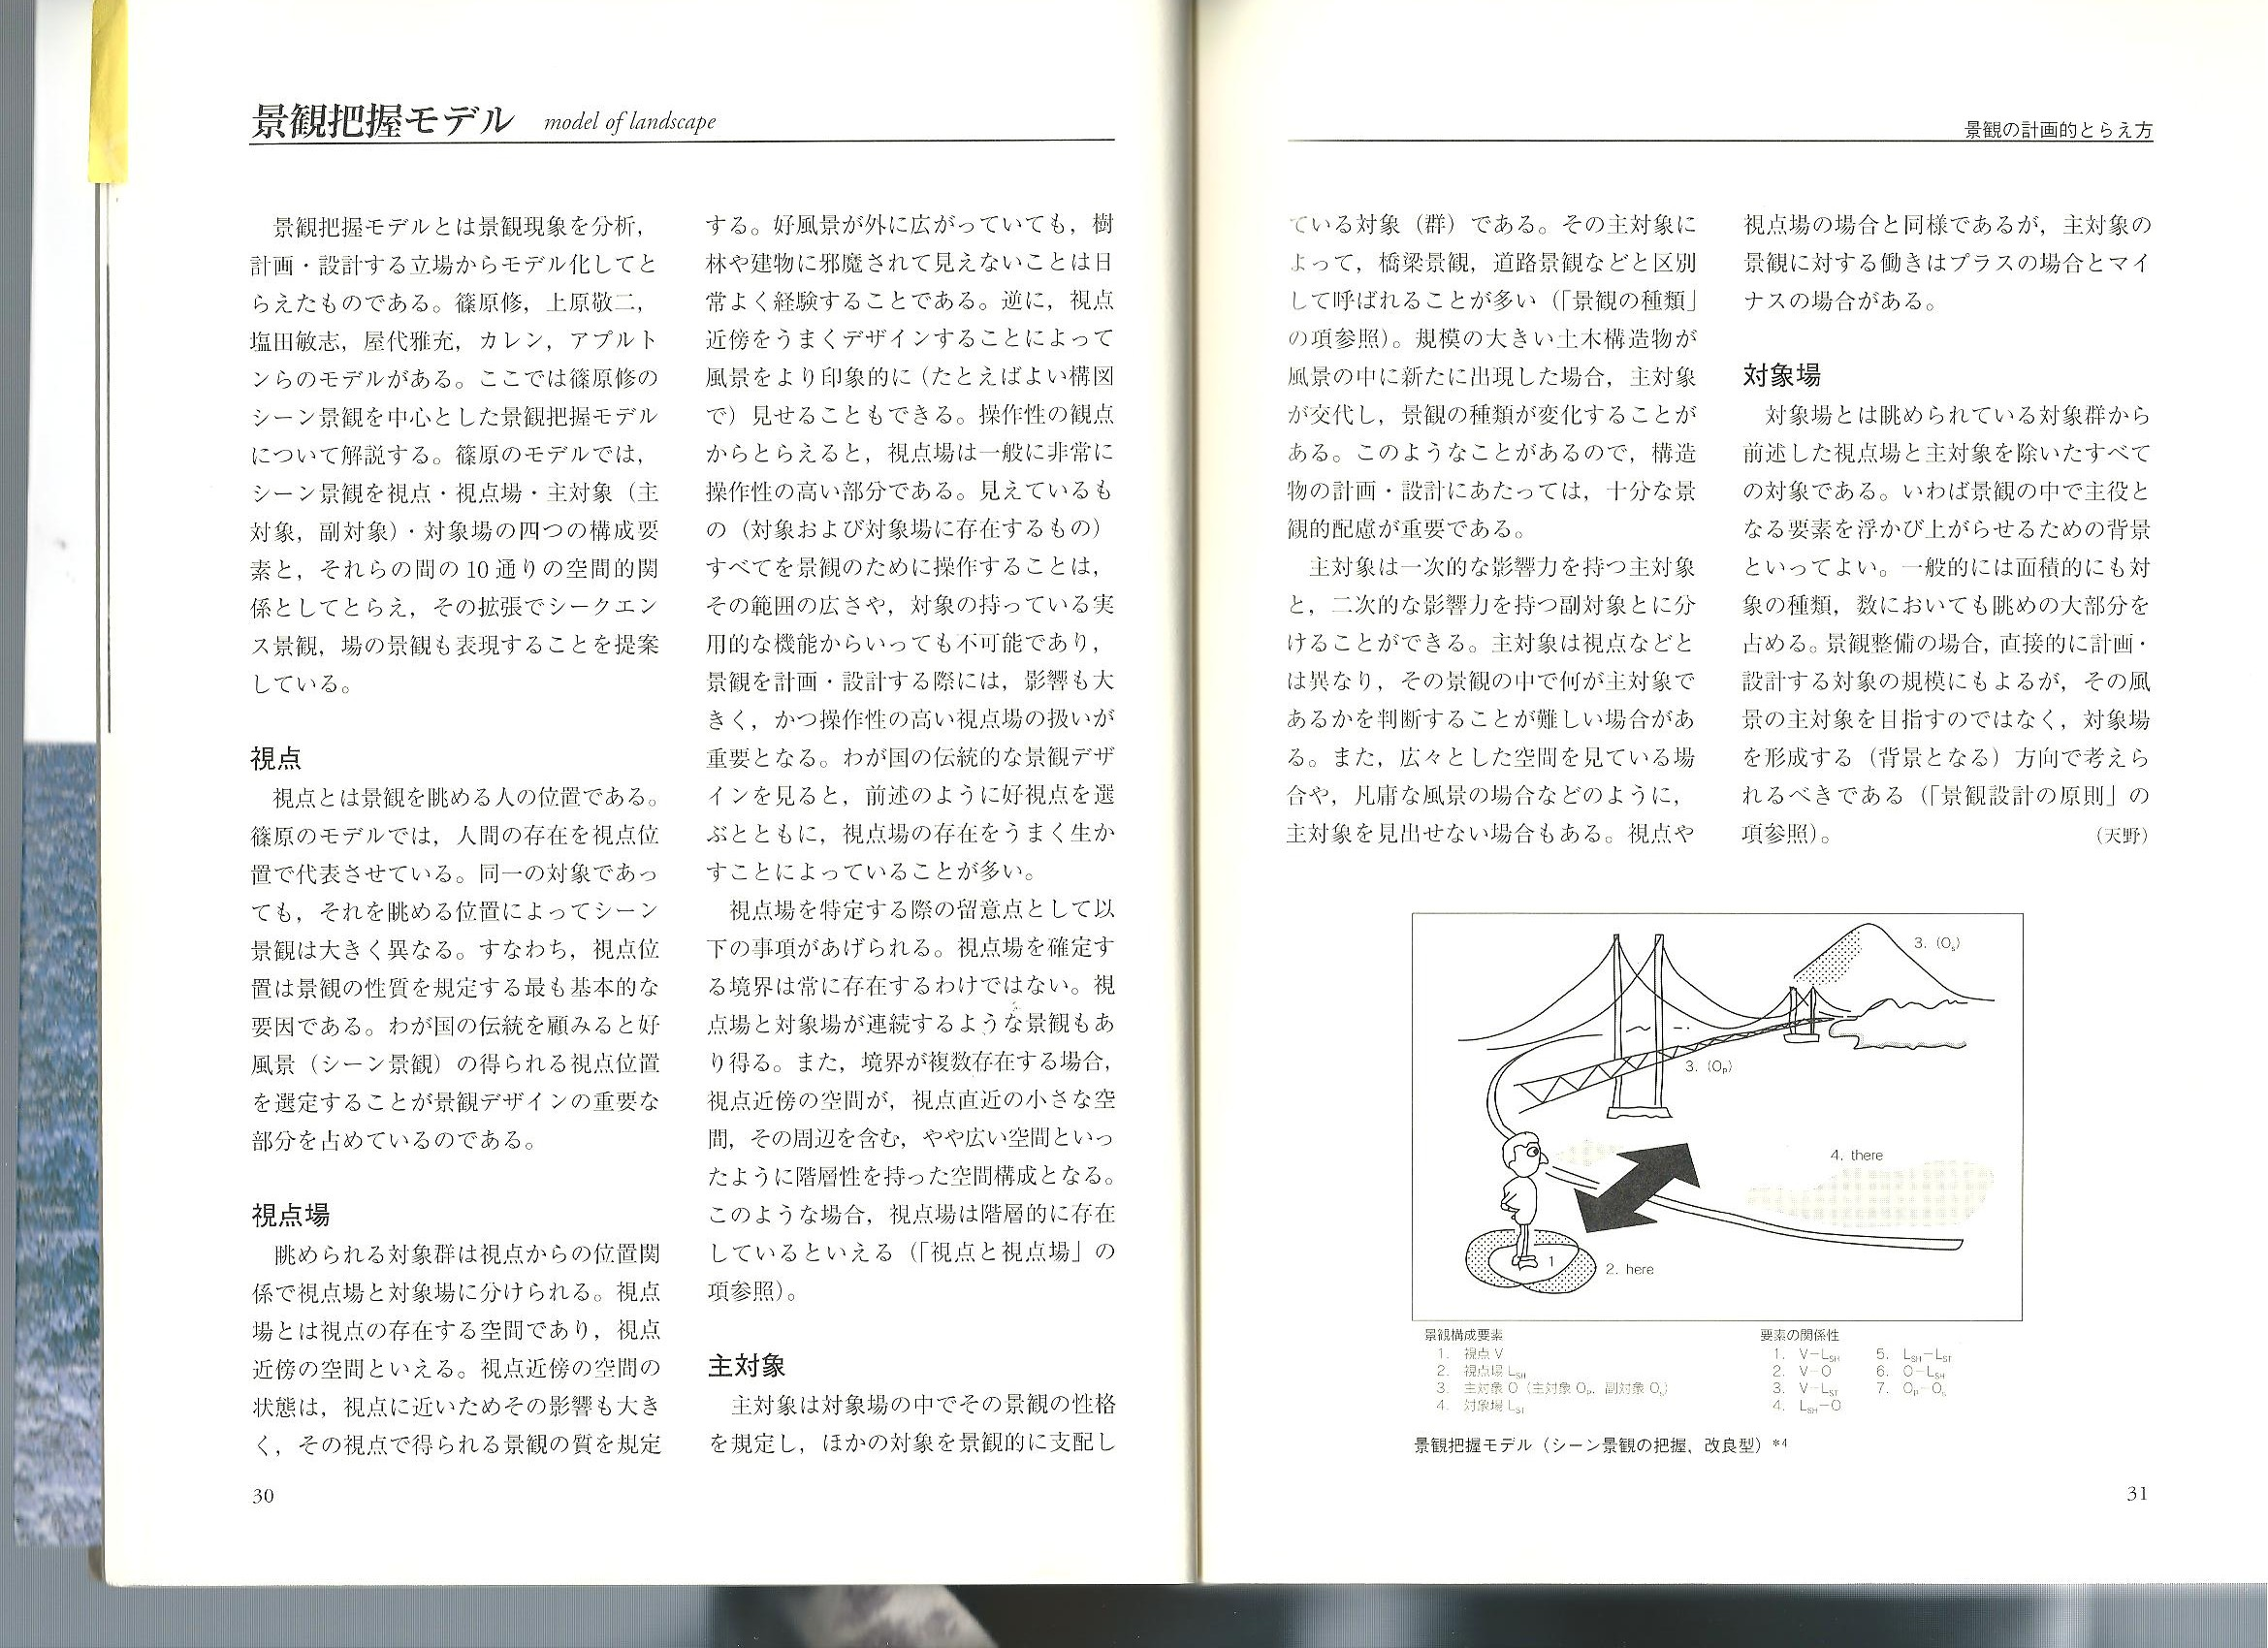 景観把握モデル model of landscape
景観把握モデルとは景観現象を分析，
計画・設計する立場からモデル化してと
らえたものである。篠原修，上原敬二，
塩田敏志，屋代雅充，カレン，アプルト
ンらのモデルがある。ここでは篠原修の
シーン景観を中心とした景観把握モデル
について解説する。篠原のモデルでは，
シーン景観を視点・視点場・主対象（主
対象，副対象）・対象場の四つの構成要
素と，それらの間の10通りの空間的関
係としてとらえ，その拡張でシークエン
ス景観，場の景観も表現することを提案
している。
視点
視点とは景観を眺める人の位置である。
篠原のモデルでは，人間の存在を視点位
置で代表させている。同一の対象であっ
ても，それを眺める位置によってシーン
景観は大きく異なる。すなわち，視点位
置は景観の性質を規定する最も基本的な
要因である。わが国の伝統を顧みると好
風景（シーン景観）の得られる視点位置
を選定することが景観デザインの重要な
部分を占めているのである。
視点場
眺められる対象群は視点からの位置関
係で視点場と対象場に分けられる。視点
場とは視点の存在する空間であり，視点
近傍の空間といえる。視点近傍の空間の
状態は，視点に近いためその影響も大き
く，その視点で得られる景観の質を規定
する。好風景が外に広がっていても，樹
林や建物に邪魔されて見えないことは日
常よく経験することである。逆に，視点
近傍をうまくデザインすることによって
風景をより印象的に（たとえばよい構図
で）見せることもできる。操作性の観点
からとらえると，視点場は一般に非常に
操作性の高い部分である。見えているも
の（対象および対象場に存在するもの）
すべてを景観のために操作することは，
その範囲の広さや，対象の持っている実
用的な機能からいっても不可能であり，
景観を計画・設計する際には，影響も大
きく，かつ操作性の高い視点場の扱いが
重要となる。わが国の伝統的な景観デザ
インを見ると，前述のように好視点を選
ぶとともに，視点場の存在をうまく生か
すことによっていることが多い。
視点場を特定する際の留意点として以
下の事項があげられる。視点場を確定す
る境界は常に存在するわけではない。視
点場と対象場が連続するような景観もあ
り得る。また，境界が複数存在する場合，
視点近傍の空間が，視点直近の小さな空
間，その周辺を含む，やや広い空間といっ
たように階層性を持った空間構成となる。
このような場合，視点場は階層的に存在
しているといえる（「視点と視点場」の
項参照）。
主対象
主対象は対象場の中でその景観の性格
を規定し，ほかの対象を景観的に支配し
30
景観の計画的とらえ方
ている対象（群）である。その主対象に
よって，橋梁景観，道路景観などと区別
して呼ばれることが多い（「景観の種類」
の項参照）。規模の大きい土木構造物が
風景の中に新たに出現した場合，主対象
が交代し，景観の種類が変化することが
ある。このようなことがあるので，構造
物の計画・設計にあたっては，十分な景
観的配慮が重要である。
主対象は一次的な影響力を持つ主対象
と，二次的な影響力を持つ副対象とに分
けることができる。主対象は視点などと
は異なり，その景観の中で何が主対象で
あるかを判断することが難しい場合があ
る。また，広々とした空間を見ている場
合や，凡庸な風景の場合などのように，
主対象を見出せない場合もある。視点や
視点場の場合と同様であるが，主対象の
景観に対する働きはプラスの場合とマイ
ナスの場合がある。
対象場
対象場とは眺められている対象群から
前述した視点場と主対象を除いたすべて
の対象である。いわば景観の中で主役と
なる要素を浮かび上がらせるための背景
といってよい。一般的には面積的にも対
象の種類，数においても眺めの大部分を
占める。景観整備の場合，直接的に計画・
設計する対象の規模にもよるが，その風
景の主対象を目指すのではなく，対象場
を形成する（背景となる）方向で考えら
れるべきである（「景観設計の原則」の
項参照）。 （天野）
3. (Os)
3. (Op)
4. there
1
2. here
景観構成要素
1. 視点 V
2. 視点場 LSH
3. 主対象 O（主対象 Op、副対象 Os）
4. 対象場 LST
要素の関係性
1. V－LSH
2. V－O
3. V－LST
4. LSH－O
5. LSH－LST
6. O－LSH
7. Op－Os
景観把握モデル（シーン景観の把握、改良型）*4
31